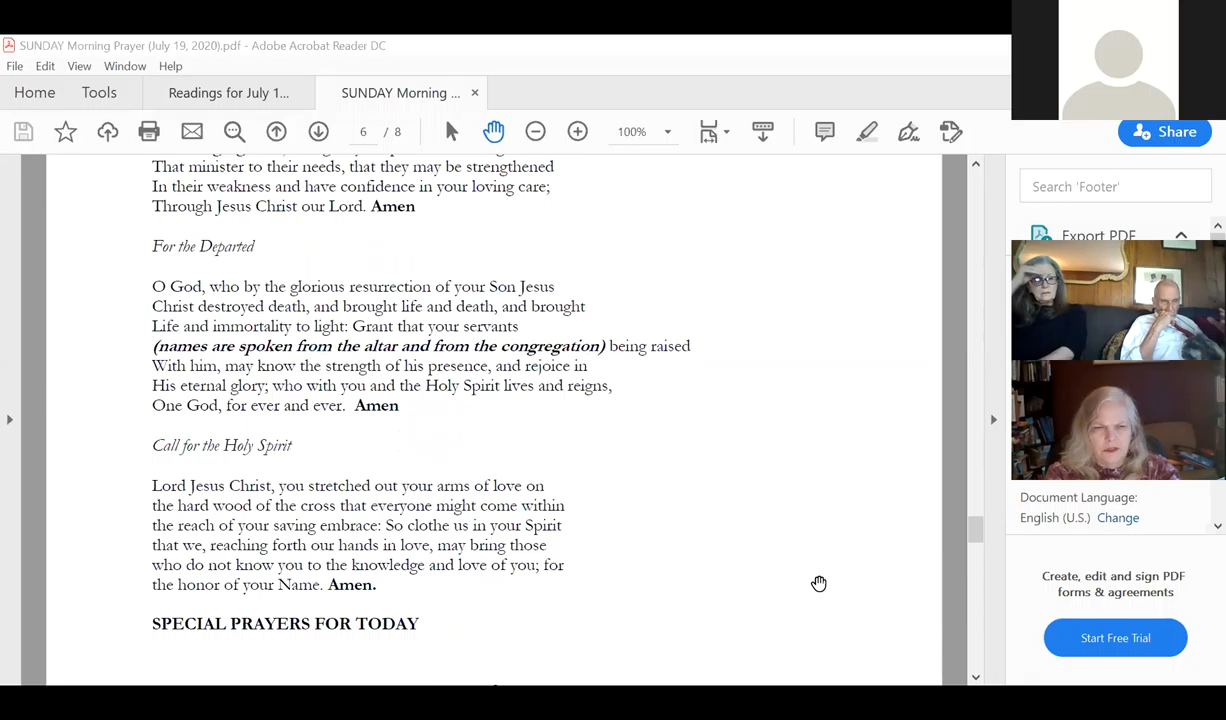 SUNDAY Morning Prayer (July 19, 2020).pdf - Adobe Acrobat Reader DC
File Edit View Window Help
Home Tools Readings for July 1... SUNDAY Morning ... ×
6 / 8 100% Share
That minister to their needs, that they may be strengthened
In their weakness and have confidence in your loving care;
Through Jesus Christ our Lord. Amen
For the Departed
O God, who by the glorious resurrection of your Son Jesus
Christ destroyed death, and brought life and death, and brought
Life and immortality to light: Grant that your servants
(names are spoken from the altar and from the congregation) being raised
With him, may know the strength of his presence, and rejoice in
His eternal glory; who with you and the Holy Spirit lives and reigns,
One God, for ever and ever. Amen
Call for the Holy Spirit
Lord Jesus Christ, you stretched out your arms of love on
the hard wood of the cross that everyone might come within
the reach of your saving embrace: So clothe us in your Spirit
that we, reaching forth our hands in love, may bring those
who do not know you to the knowledge and love of you; for
the honor of your Name. Amen.
SPECIAL PRAYERS FOR TODAY
Search 'Footer'
Export PDF
Document Language:
English (U.S.) Change
Create, edit and sign PDF
forms & agreements
Start Free Trial